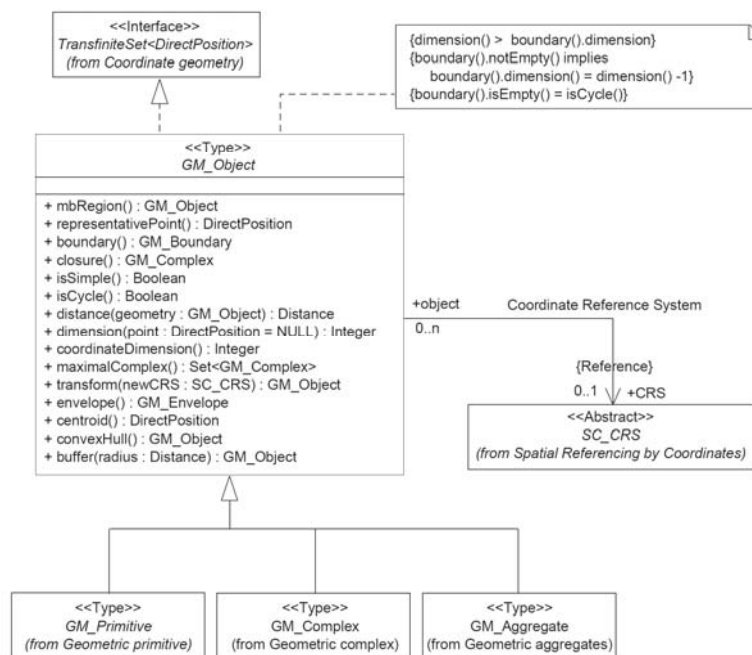 <<Interface>>
TransfiniteSet<DirectPosition>
(from Coordinate geometry)
{dimension() > boundary().dimension}
{boundary().notEmpty() implies
boundary().dimension() = dimension() -1}
{boundary().isEmpty() = isCycle()}
<<Type>>
GM_Object
+ mbRegion() : GM_Object
+ representativePoint() : DirectPosition
+ boundary() : GM_Boundary
+ closure() : GM_Complex
+ isSimple() : Boolean
+ isCycle() : Boolean
+ distance(geometry : GM_Object) : Distance
+ dimension(point : DirectPosition = NULL) : Integer
+ coordinateDimension() : Integer
+ maximalComplex() : Set<GM_Complex>
+ transform(newCRS : SC_CRS) : GM_Object
+ envelope() : GM_Envelope
+ centroid() : DirectPosition
+ convexHull() : GM_Object
+ buffer(radius : Distance) : GM_Object
+object
Coordinate Reference System
0..n
{Reference}
0..1
+CRS
<<Abstract>>
SC_CRS
(from Spatial Referencing by Coordinates)
<<Type>>
GM_Primitive
(from Geometric primitive)
<<Type>>
GM_Complex
(from Geometric complex)
<<Type>>
GM_Aggregate
(from Geometric aggregates)